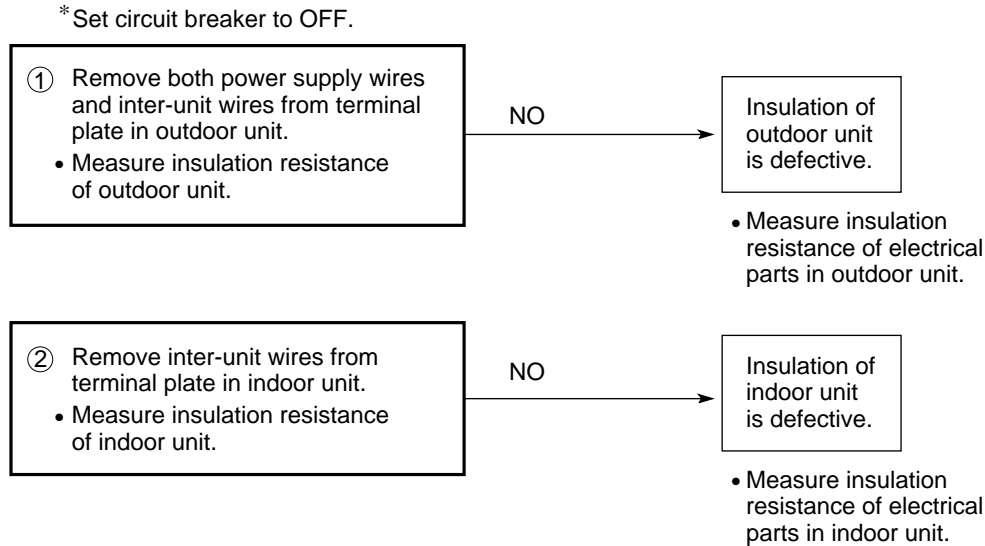 *Set circuit breaker to OFF.
① Remove both power supply wires
and inter-unit wires from terminal
plate in outdoor unit.
• Measure insulation resistance
of outdoor unit.
NO
Insulation of
outdoor unit
is defective.
• Measure insulation
resistance of electrical
parts in outdoor unit.
② Remove inter-unit wires from
terminal plate in indoor unit.
• Measure insulation resistance
of indoor unit.
NO
Insulation of
indoor unit
is defective.
• Measure insulation
resistance of electrical
parts in indoor unit.